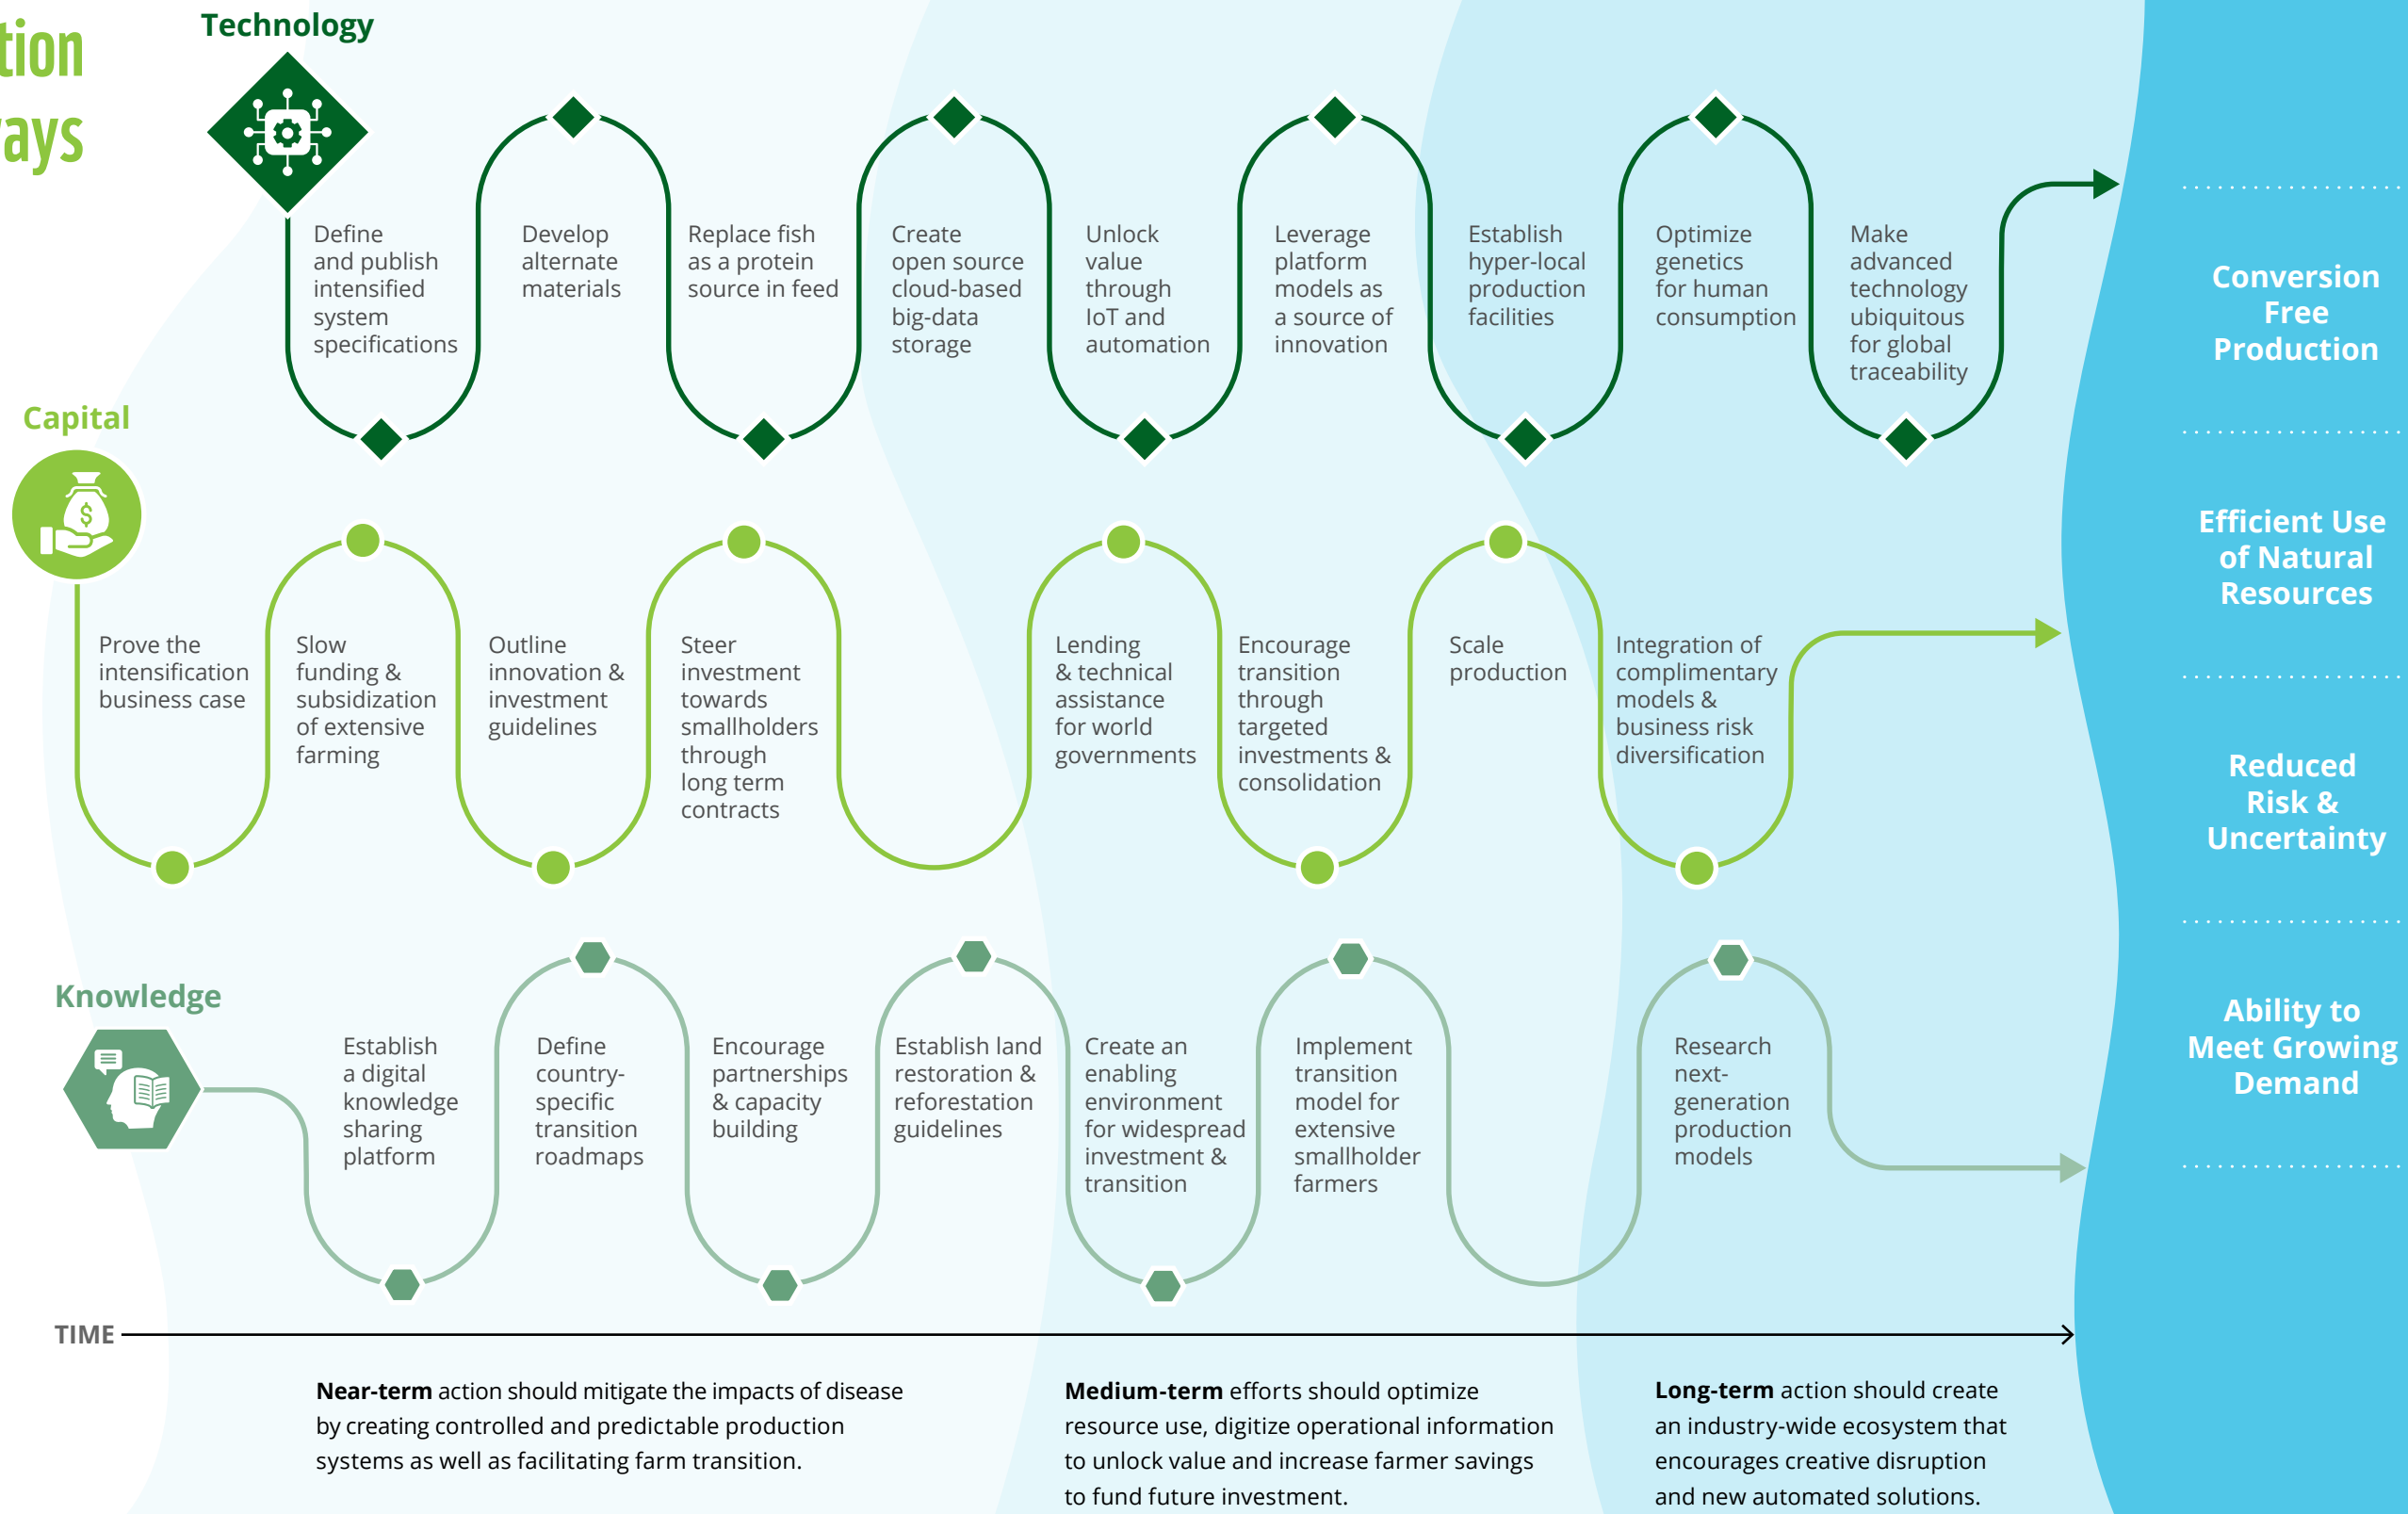 tion
ays
Technology
Define
and publish
intensified
system
specifications
Develop
alternate
materials
Replace fish
as a protein
source in feed
Create
open source
cloud-based
big-data
storage
Unlock
value
through
IoT and
automation
Leverage
platform
models as
a source of
innovation
Establish
hyper-local
production
facilities
Optimize
genetics
for human
consumption
Make
advanced
technology
ubiquitous
for global
traceability
Capital
$
Prove the
intensification
business case
Slow
funding &
subsidization
of extensive
farming
Outline
innovation &
investment
guidelines
Steer
investment
towards
smallholders
through
long term
contracts
Lending
& technical
assistance
for world
governments
Encourage
transition
through
targeted
investments &
consolidation
Scale
production
Integration of
complimentary
models &
business risk
diversification
Knowledge
Establish
a digital
knowledge
sharing
platform
Define
country-
specific
transition
roadmaps
Encourage
partnerships
& capacity
building
Establish land
restoration &
reforestation
guidelines
Create an
enabling
environment
for widespread
investment &
transition
Implement
transition
model for
extensive
smallholder
farmers
Research
next-
generation
production
models
Conversion
Free
Production
Efficient Use
of Natural
Resources
Reduced
Risk &
Uncertainty
Ability to
Meet Growing
Demand
TIME
Near-term action should mitigate the impacts of disease
by creating controlled and predictable production
systems as well as facilitating farm transition.
Medium-term efforts should optimize
resource use, digitize operational information
to unlock value and increase farmer savings
to fund future investment.
Long-term action should create
an industry-wide ecosystem that
encourages creative disruption
and new automated solutions.